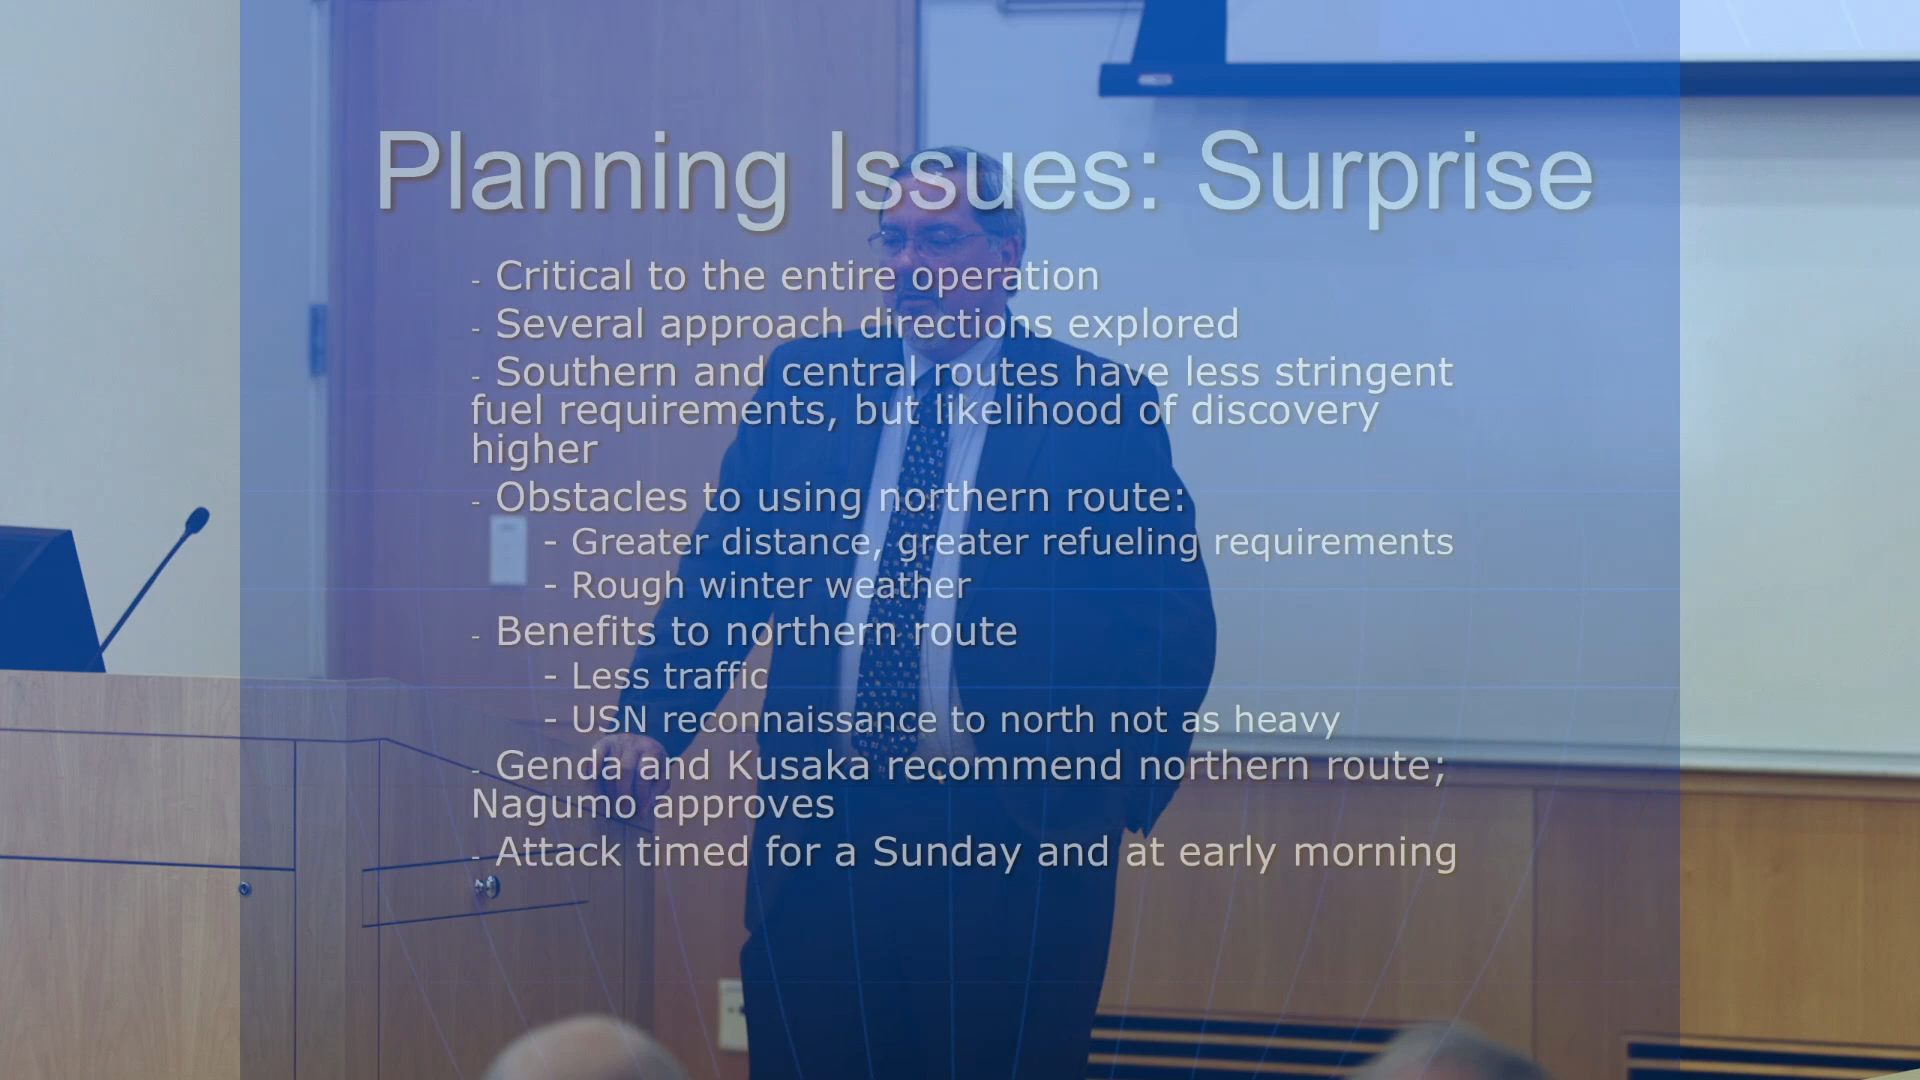 Planning Issues: Surprise
- Critical to the entire operation
- Several approach directions explored
- Southern and central routes have less stringent
fuel requirements, but likelihood of discovery
higher
- Obstacles to using northern route:
- Greater distance, greater refueling requirements
- Rough winter weather
- Benefits to northern route
- Less traffic
- USN reconnaissance to north not as heavy
- Genda and Kusaka recommend northern route;
Nagumo approves
- Attack timed for a Sunday and at early morning